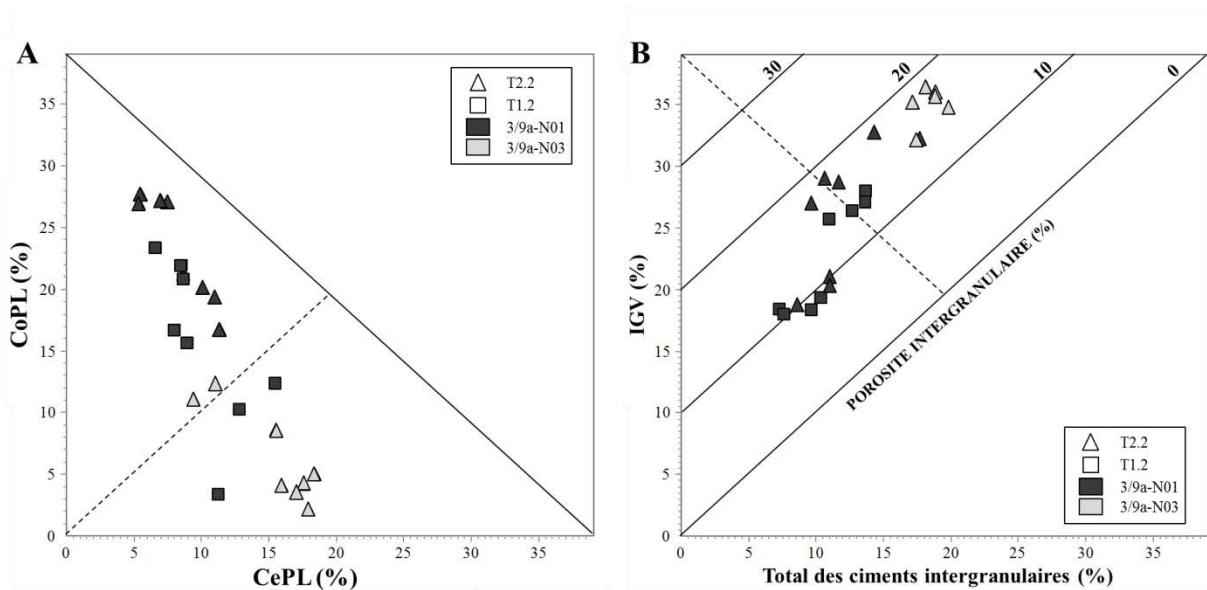 A
CoPL (%)
35
30
25
20
15
10
5
0
0 5 10 15 20 25 30 35
CePL (%)
T2.2
T1.2
3/9a-N01
3/9a-N03
B
IGV (%)
35
30
25
20
15
10
5
0
0 5 10 15 20 25 30 35
Total des ciments intergranulaires (%)
30
20
10
0
POROSITE INTERGRANULAIRE (%)
T2.2
T1.2
3/9a-N01
3/9a-N03